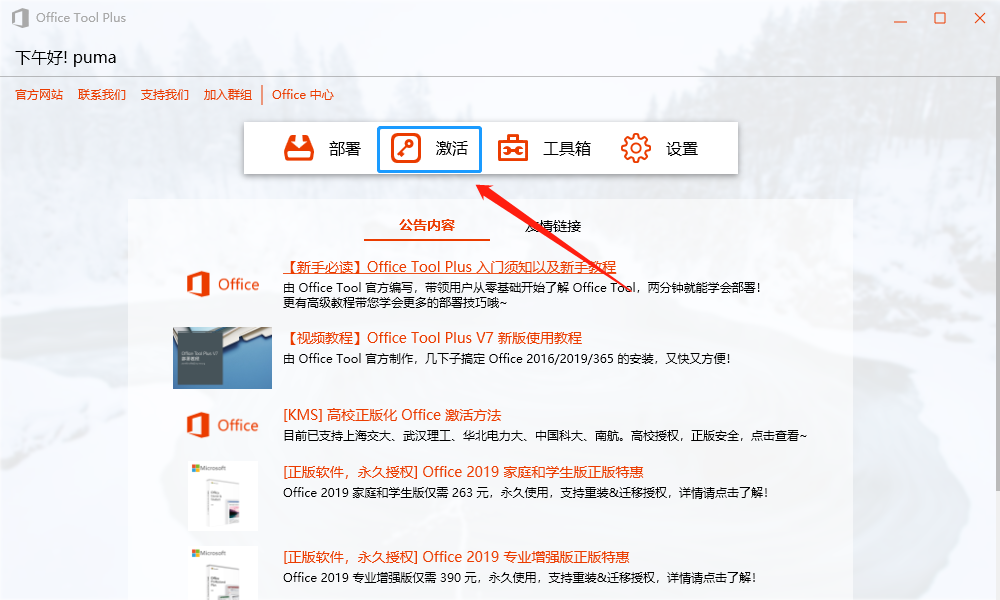 Office Tool Plus
下午好! puma
官方网站 联系我们 支持我们 加入群组 Office 中心
部署 激活 工具箱 设置
公告内容 友情链接
【新手必读】Office Tool Plus 入门须知以及新手教程
Office
由 Office Tool 官方编写，带领用户从零基础开始了解 Office Tool，两分钟就能学会部署!
更有高级教程带您学会更多的部署技巧哦~
【视频教程】Office Tool Plus V7 新版使用教程
Office Tool Plus V7
由 Office Tool 官方制作，几下子搞定 Office 2016/2019/365 的安装，又快又方便!
[KMS] 高校正版化 Office 激活方法
Office
目前已支持上海交大、武汉理工、华北电力大、中国科大、南航。高校授权，正版安全，点击查看~
Microsoft
[正版软件，永久授权] Office 2019 家庭和学生版正版特惠
Office 2019 家庭和学生版仅需 263 元，永久使用，支持重装&迁移授权，详情请点击了解!
Microsoft
[正版软件，永久授权] Office 2019 专业增强版正版特惠
Office 2019 专业增强版仅需 390 元，永久使用，支持重装&迁移授权，详情请点击了解!